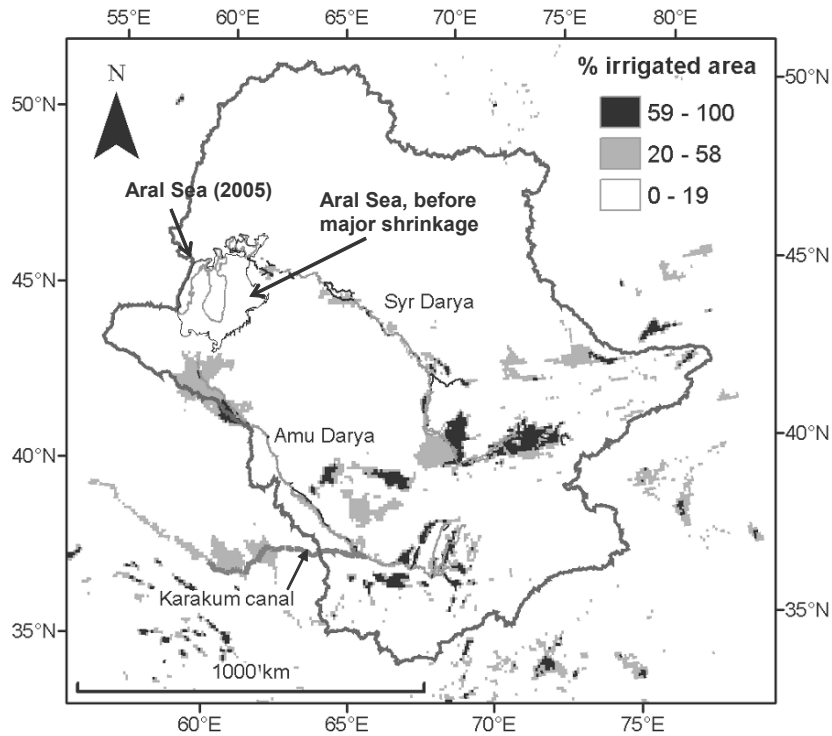 55°E 60°E 65°E 70°E 75°E 80°E
N
% irrigated area
59 - 100
20 - 58
0 - 19
50°N
50°N
Aral Sea (2005)
Aral Sea, before
major shrinkage
45°N
45°N
Syr Darya
Amu Darya
40°N
40°N
Karakum canal
35°N
35°N
1000¹km
60°E 65°E 70°E 75°E